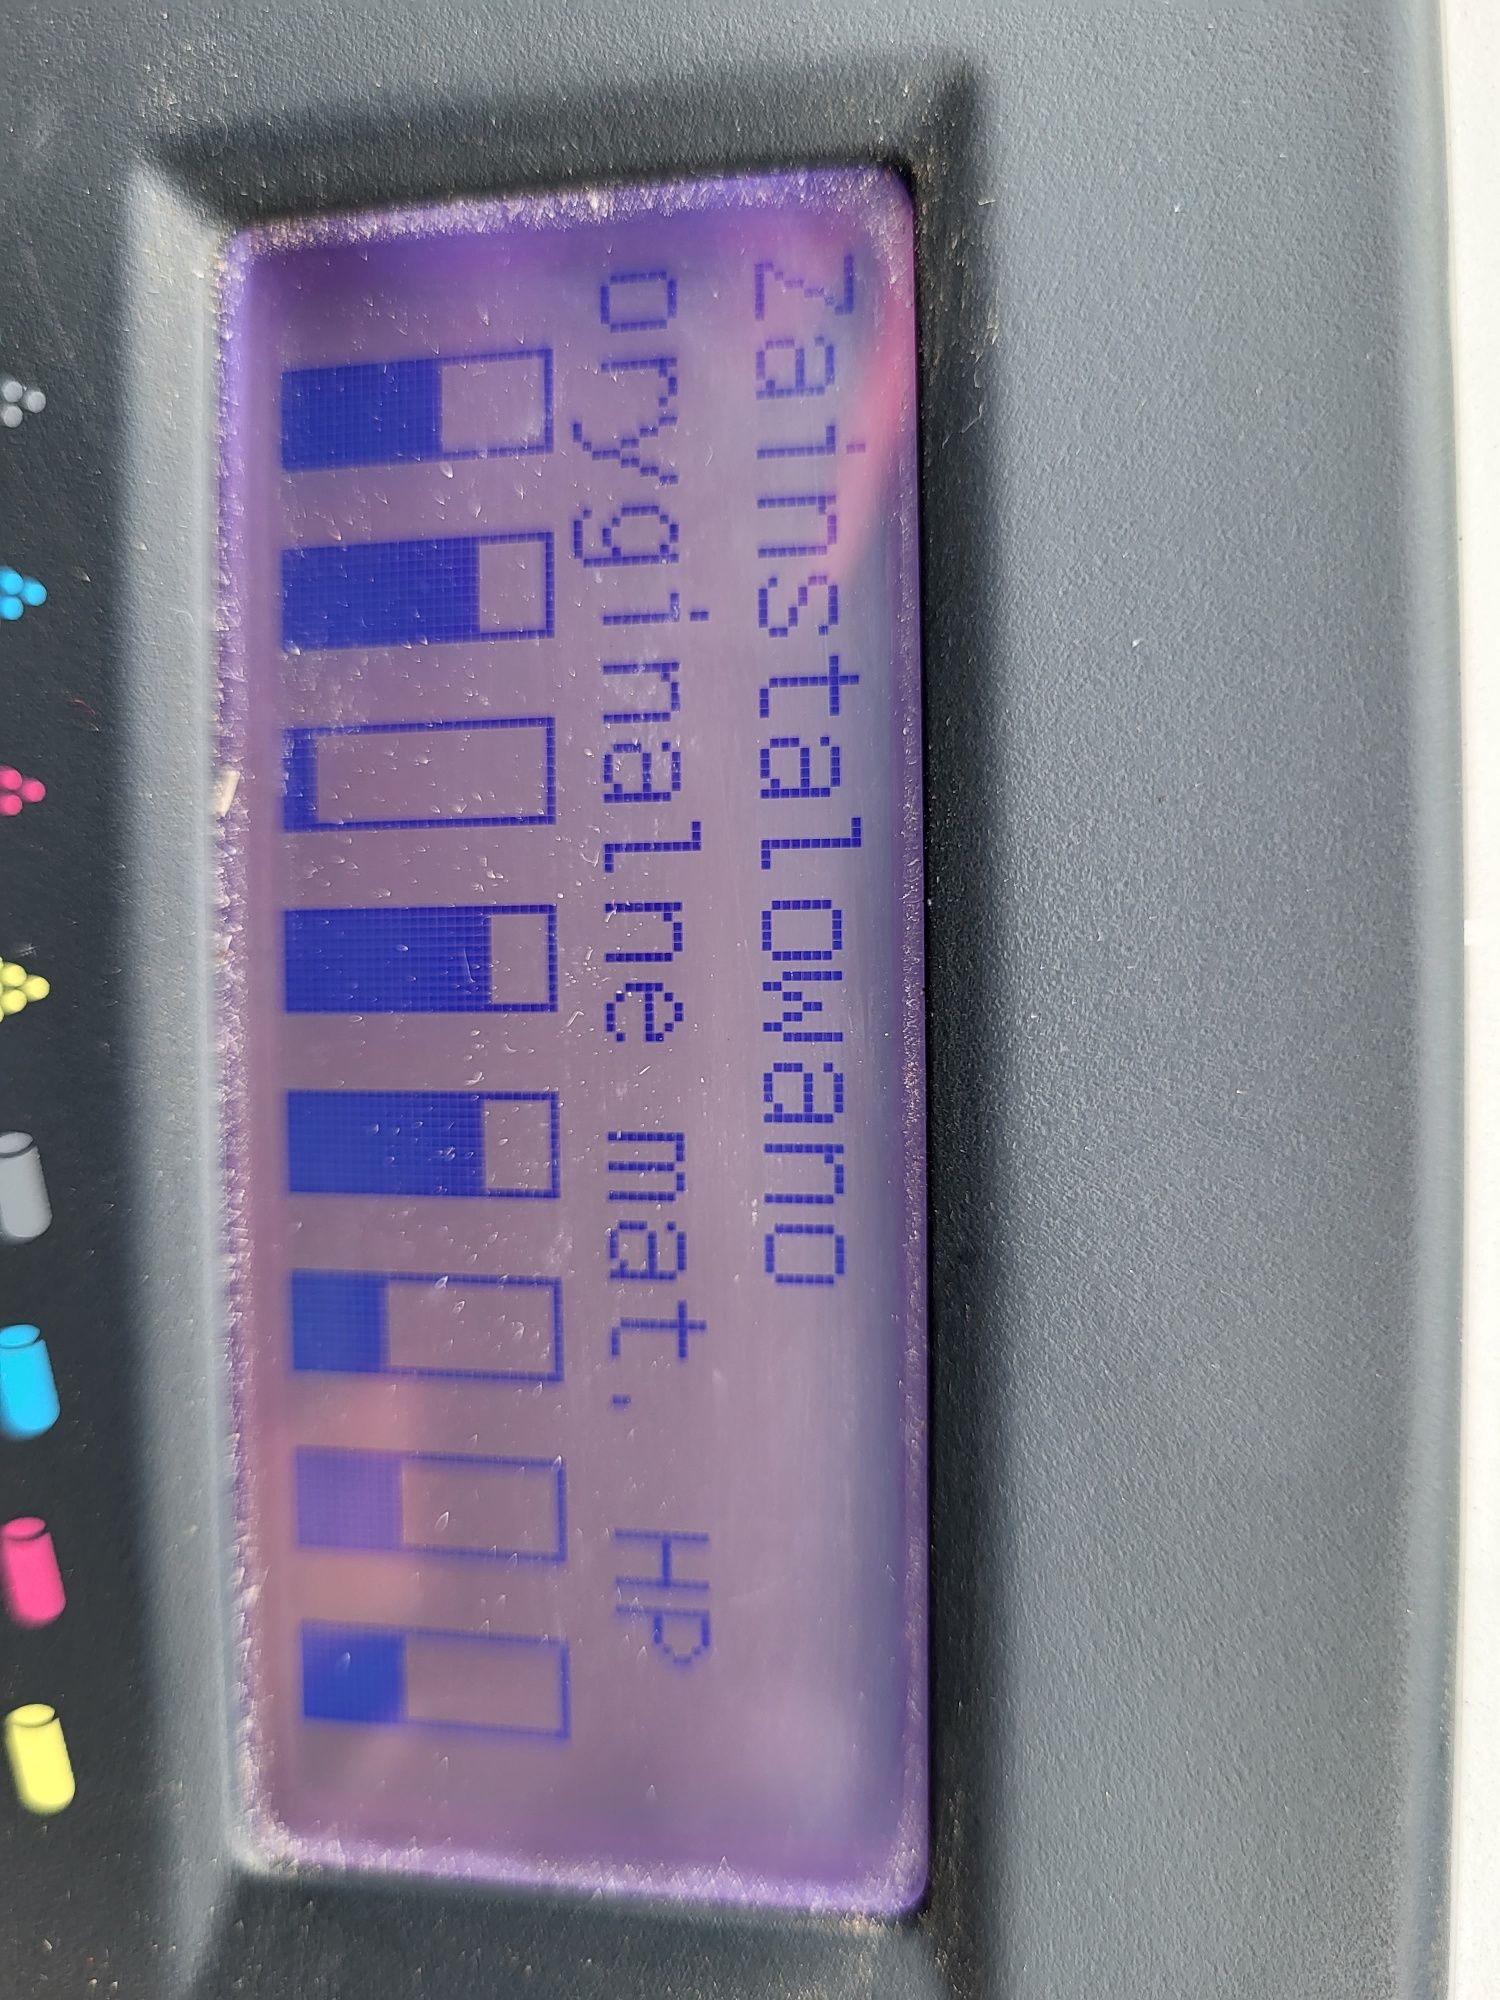 Zainstalowano
oryginalne mat. HP